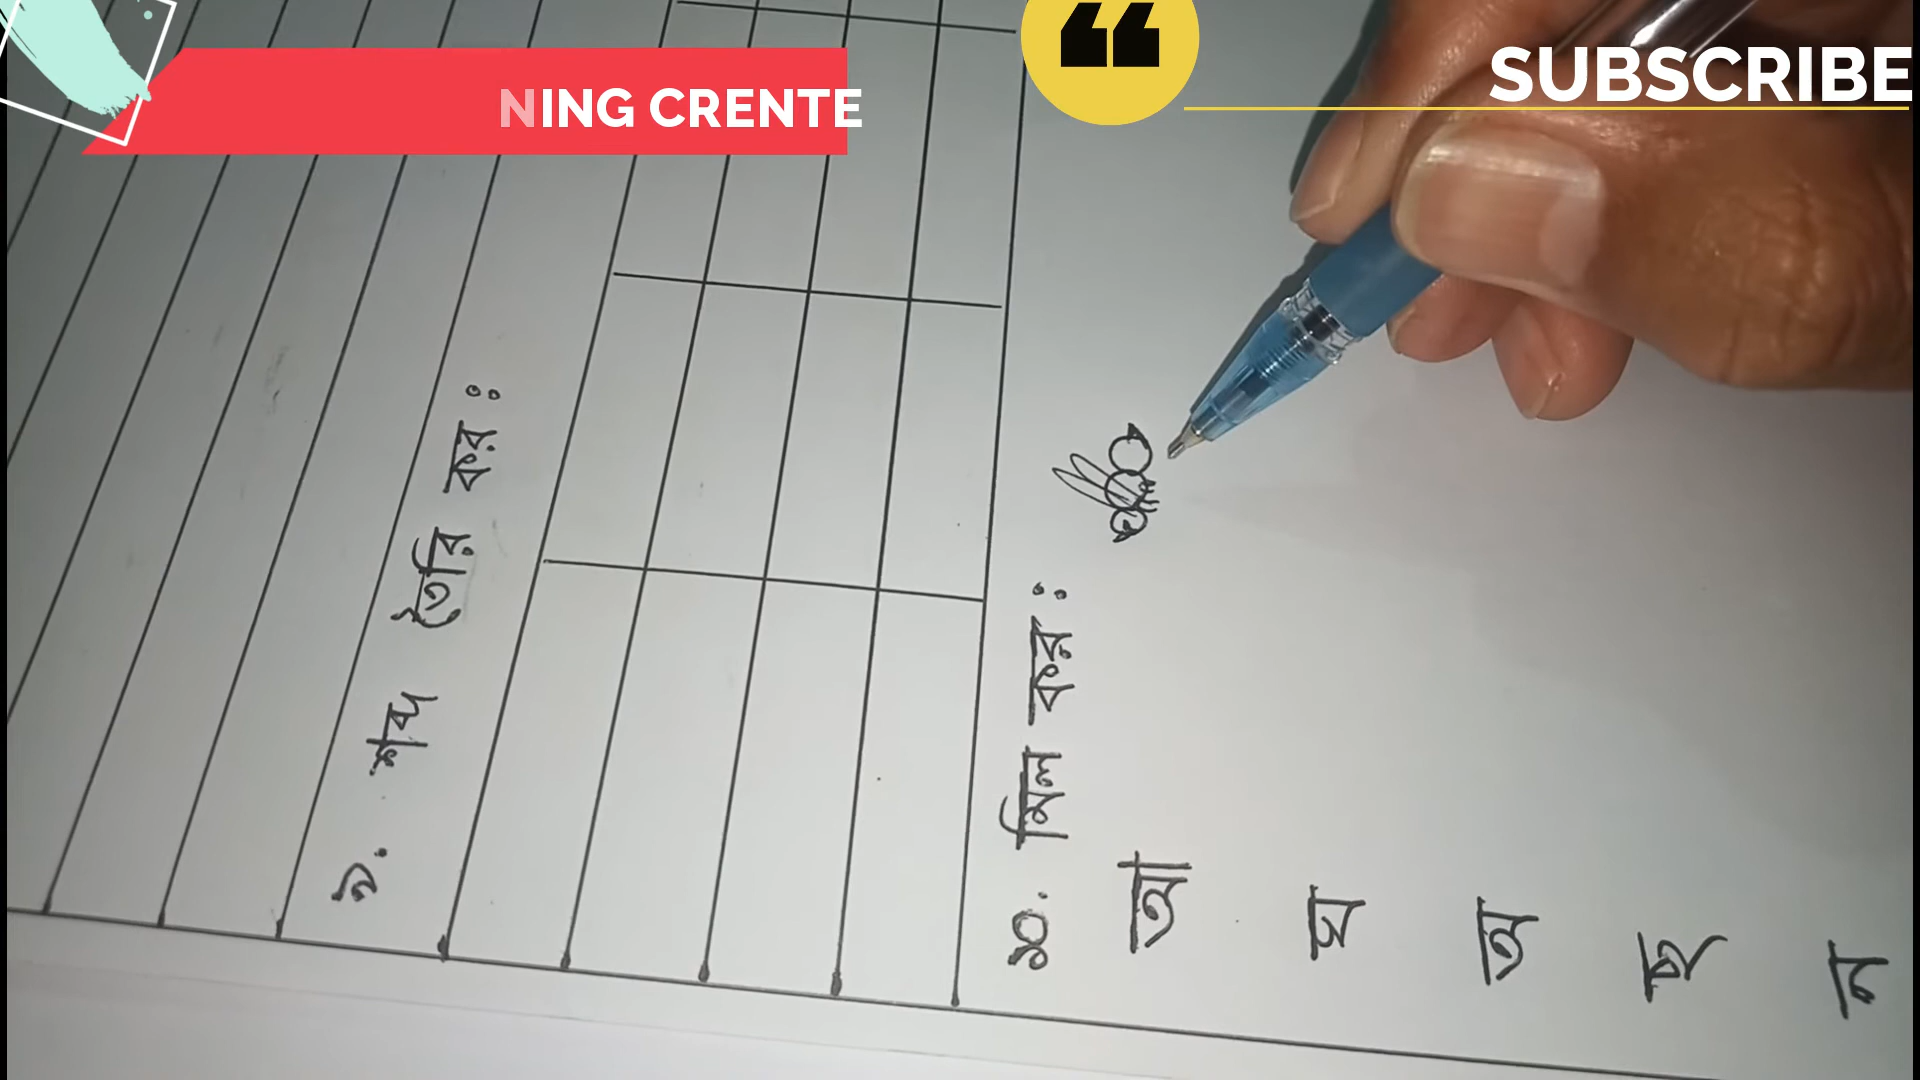 NING CRENTE
SUBSCRIBE
৯. শব্দ তৈরি কর :
১০. মিল কর :
আ
ঘ
অ
ছ
ন